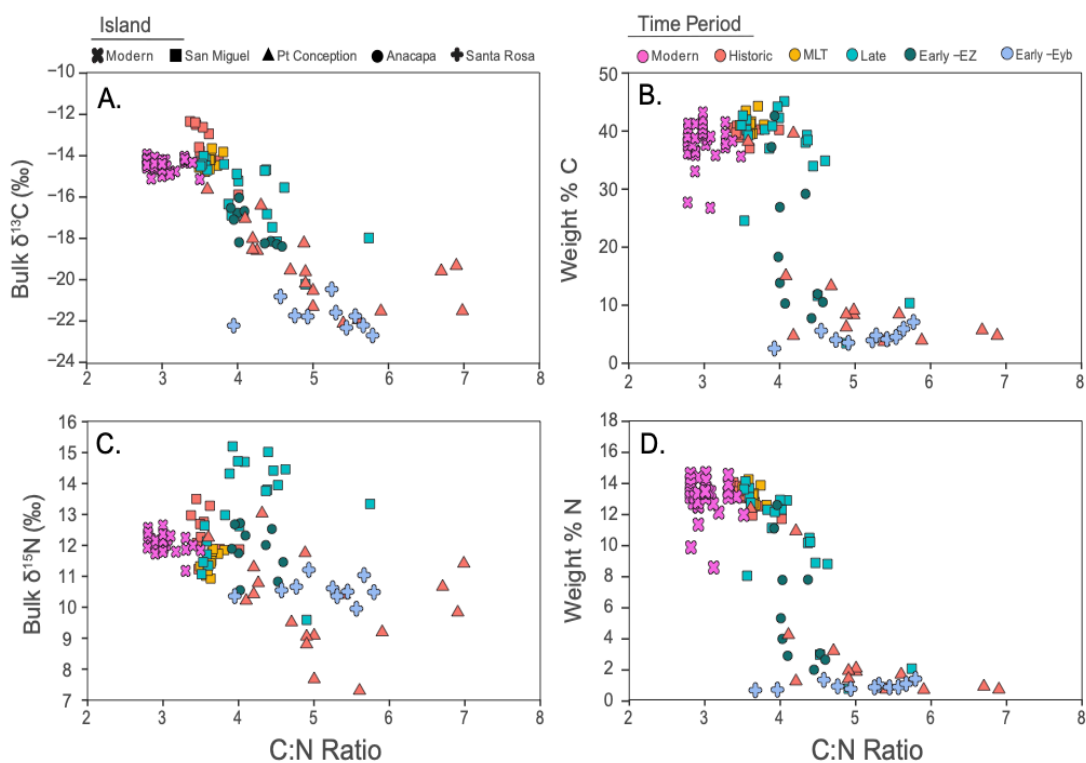 Island
Modern San Miguel Pt Conception Anacapa Santa Rosa
Time Period
Modern Historic MLT Late Early -EZ Early -Eyb
A.
Bulk δ13C (‰)
−10
−12
−14
−16
−18
−20
−22
−24
2 3 4 5 6 7 8
B.
Weight % C
50
40
30
20
10
0
2 3 4 5 6 7 8
C.
Bulk δ15N (‰)
16
15
14
13
12
11
10
9
8
7
2 3 4 5 6 7 8
C:N Ratio
D.
Weight % N
18
16
14
12
10
8
6
4
2
0
2 3 4 5 6 7 8
C:N Ratio